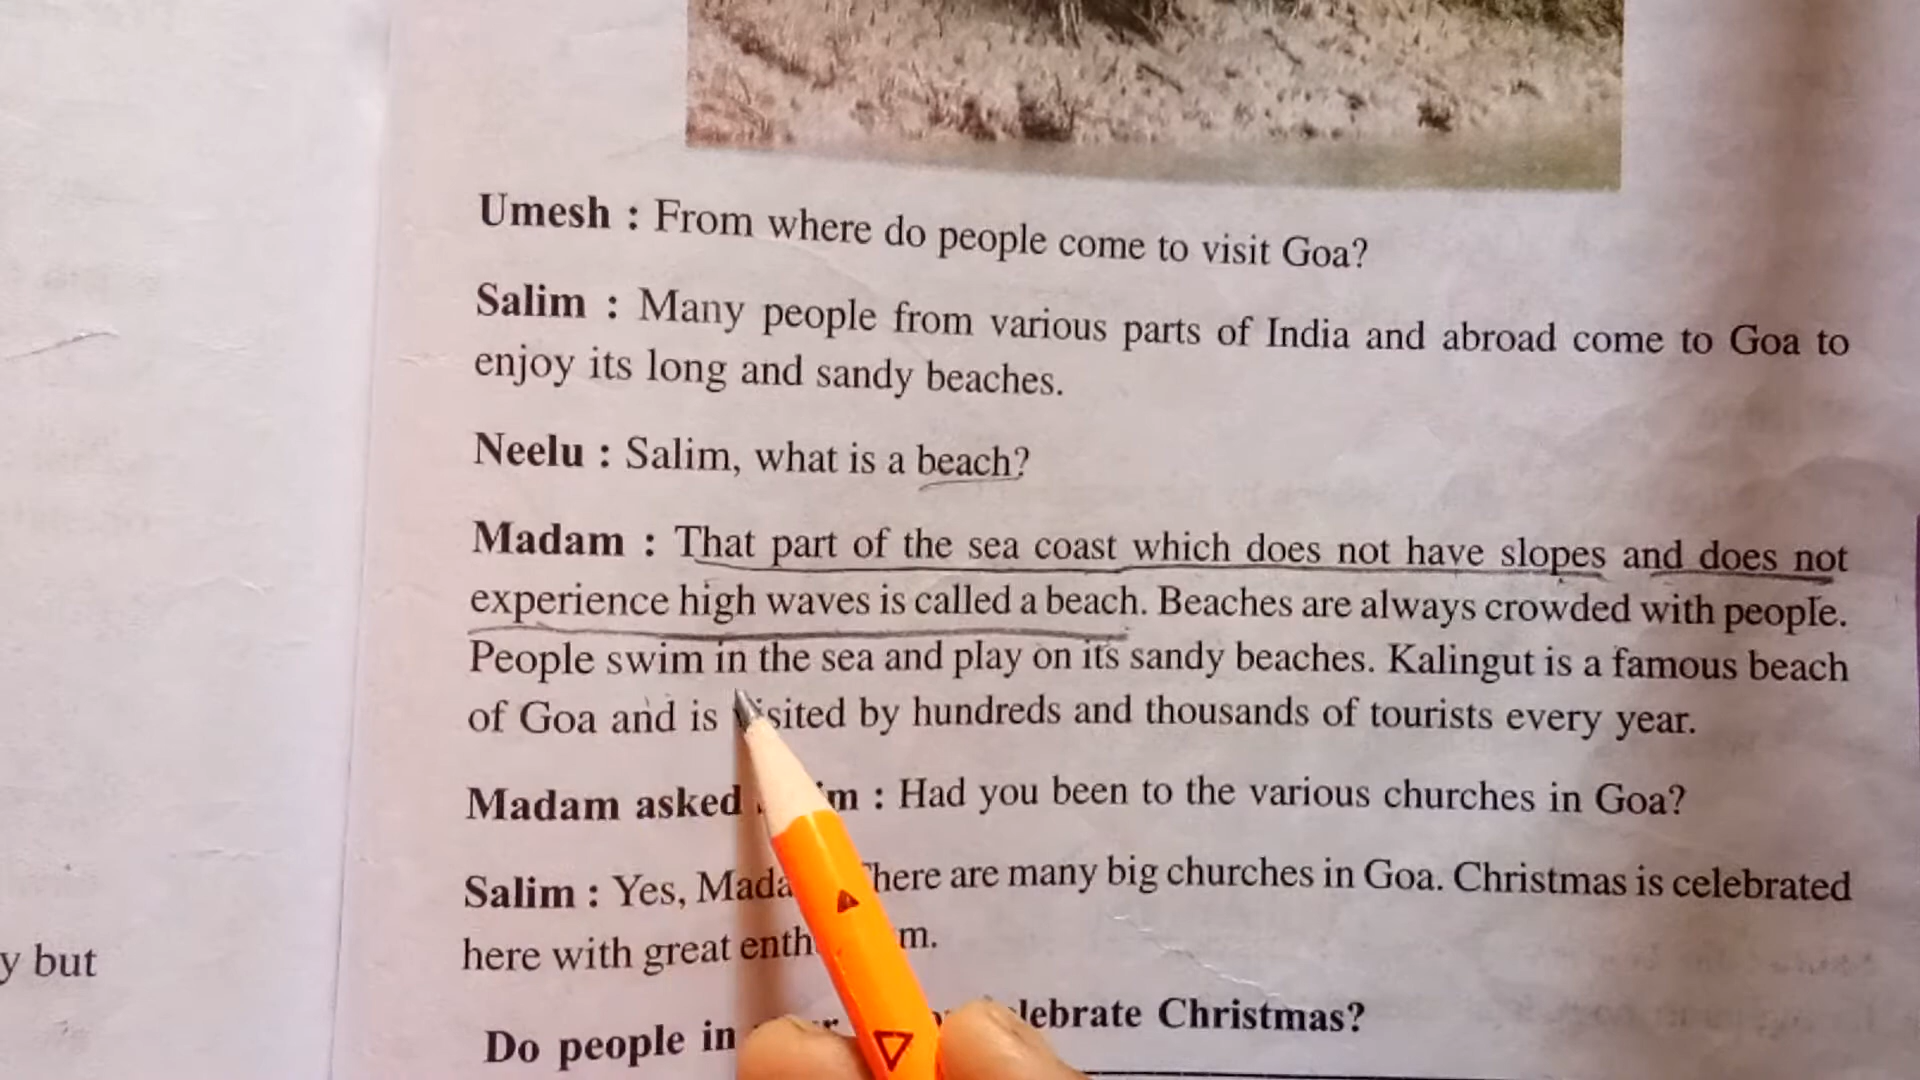 Umesh : From where do people come to visit Goa?
Salim : Many people from various parts of India and abroad come to Goa to
enjoy its long and sandy beaches.
Neelu : Salim, what is a beach?
Madam : That part of the sea coast which does not have slopes and does not
experience high waves is called a beach. Beaches are always crowded with people.
People swim in the sea and play on its sandy beaches. Kalingut is a famous beach
of Goa and is visited by hundreds and thousands of tourists every year.
Madam asked : Had you been to the various churches in Goa?
Salim : Yes, There are many big churches in Goa. Christmas is celebrated
here with great
y but
Do people in Christmas?